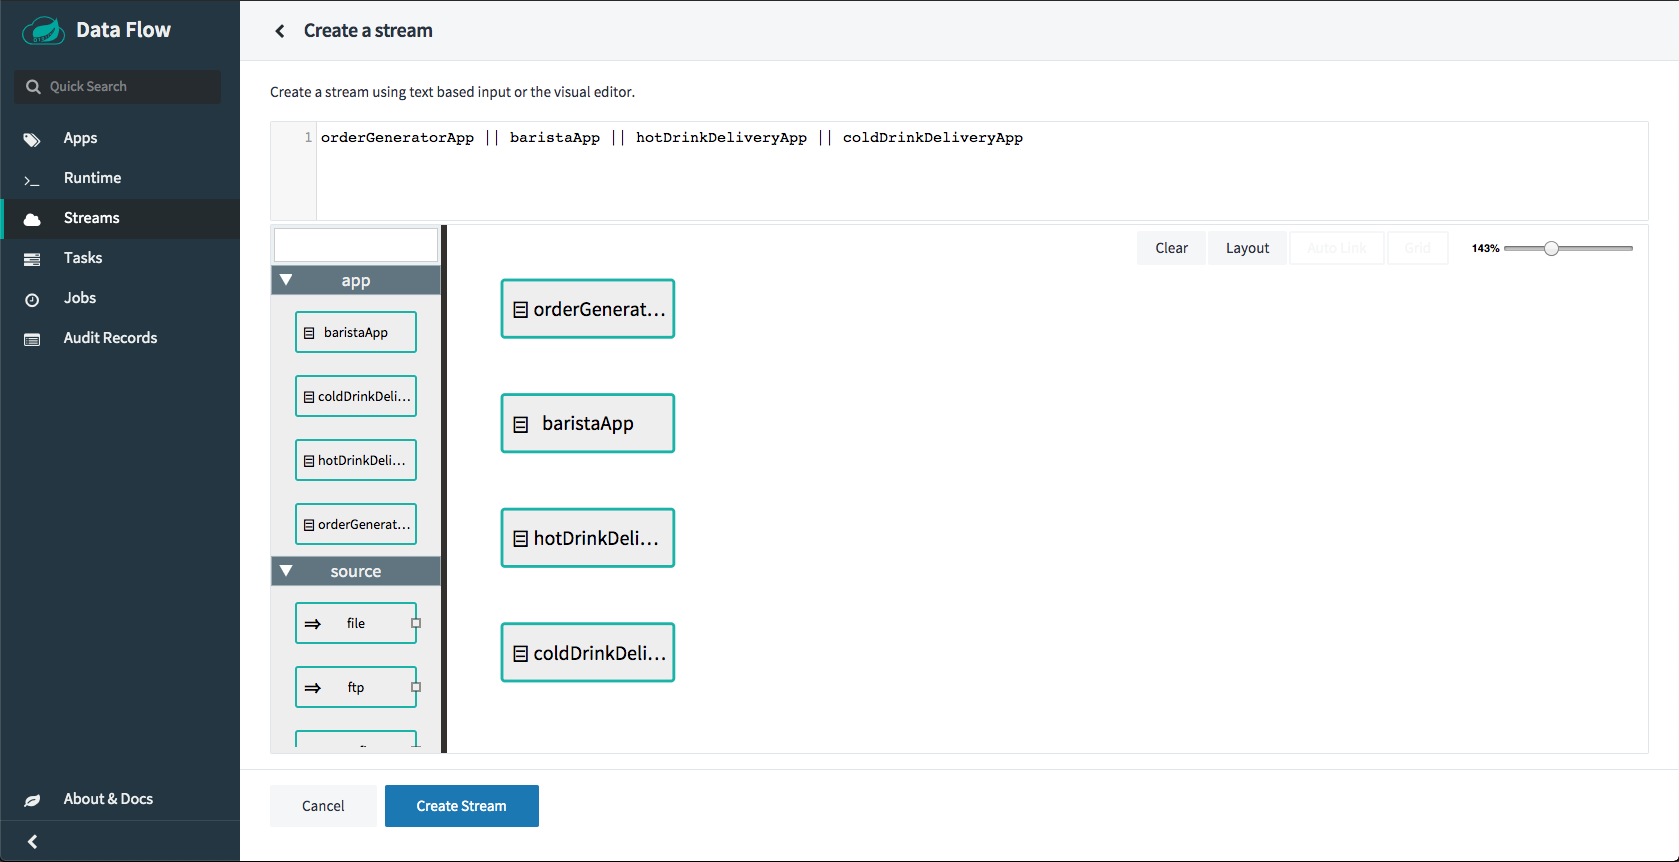 Data Flow
Quick Search
Apps
Runtime
Streams
Tasks
Jobs
Audit Records
About & Docs
Create a stream
Create a stream using text based input or the visual editor.
1 orderGeneratorApp || baristaApp || hotDrinkDeliveryApp || coldDrinkDeliveryApp
Clear Layout Auto Link Grid 143%
app
baristaApp
coldDrinkDeli...
hotDrinkDeli...
orderGenerat...
source
file
ftp
orderGenerat...
baristaApp
hotDrinkDeli...
coldDrinkDeli...
Cancel Create Stream